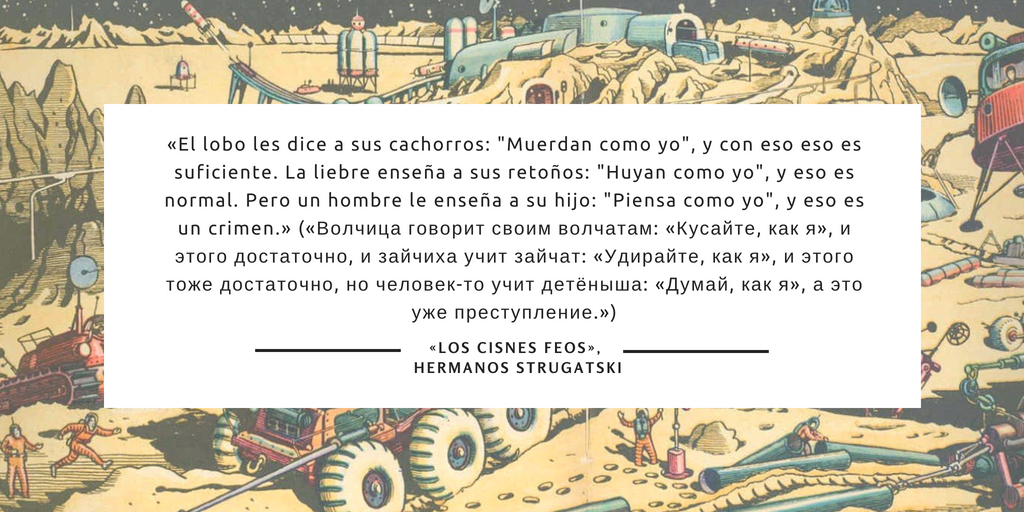 «El lobo les dice a sus cachorros: "Muerdan como yo", y con eso eso es
suficiente. La liebre enseña a sus retoños: "Huyan como yo", y eso es
normal. Pero un hombre le enseña a su hijo: "Piensa como yo", y eso es
un crimen.» («Волчица говорит своим волчатам: «Кусайте, как я», и
этого достаточно, и зайчиха учит зайчат: «Удирайте, как я», и этого
тоже достаточно, но человек-то учит детёныша: «Думай, как я», а это
уже преступление.»)
«LOS CISNES FEOS»,
HERMANOS STRUGATSKI